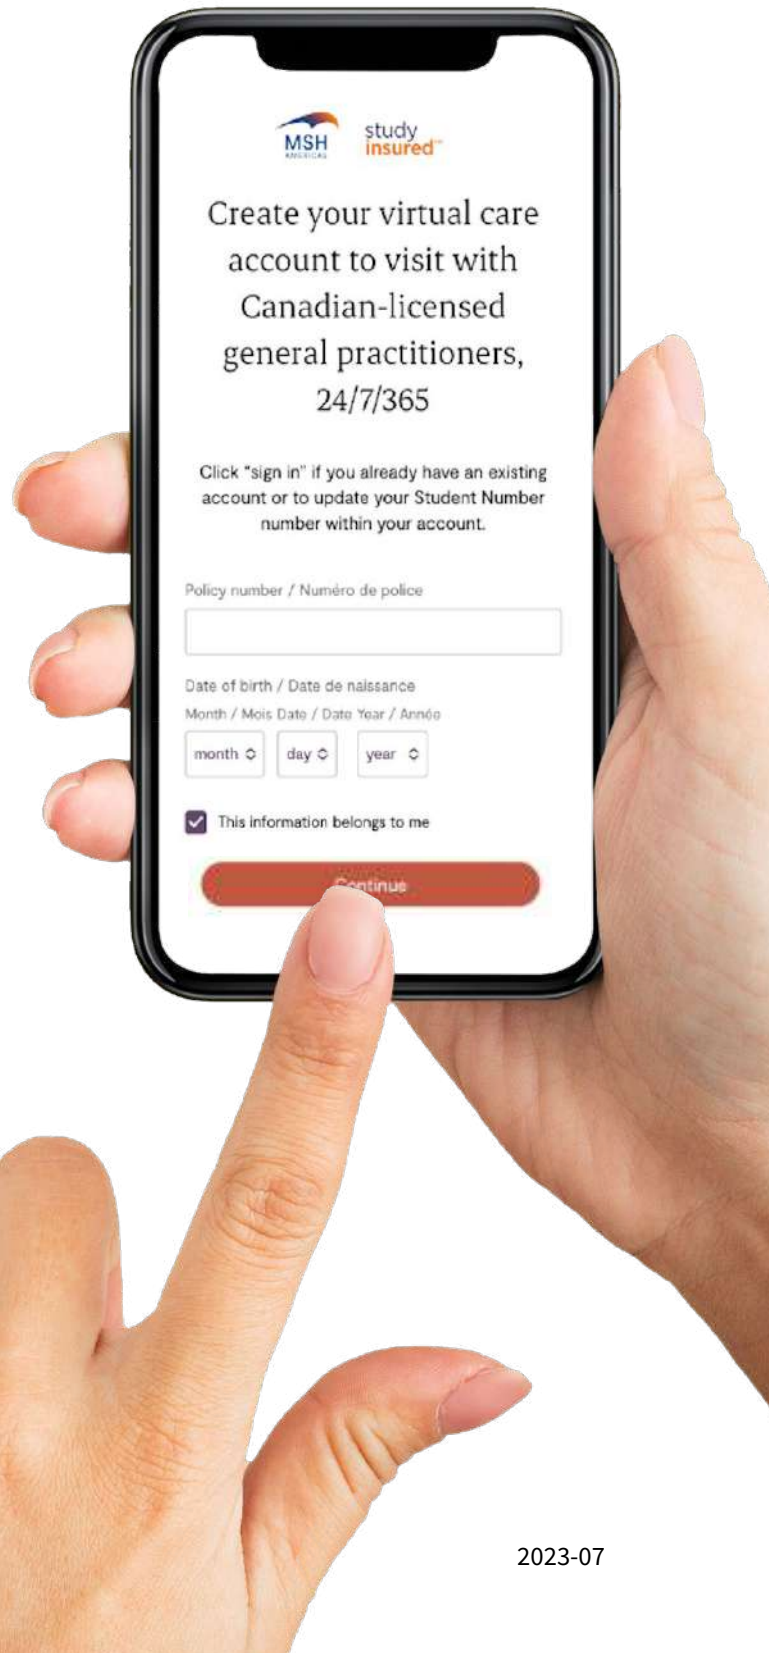 MSH
AMERICAS
study
insured™
Create your virtual care
account to visit with
Canadian-licensed
general practitioners,
24/7/365
Click "sign in" if you already have an existing
account or to update your Student Number
number within your account.
Policy number / Numéro de police
Date of birth / Date de naissance
Month / Mois Date / Date Year / Année
month day year
This information belongs to me
Continue
2023-07